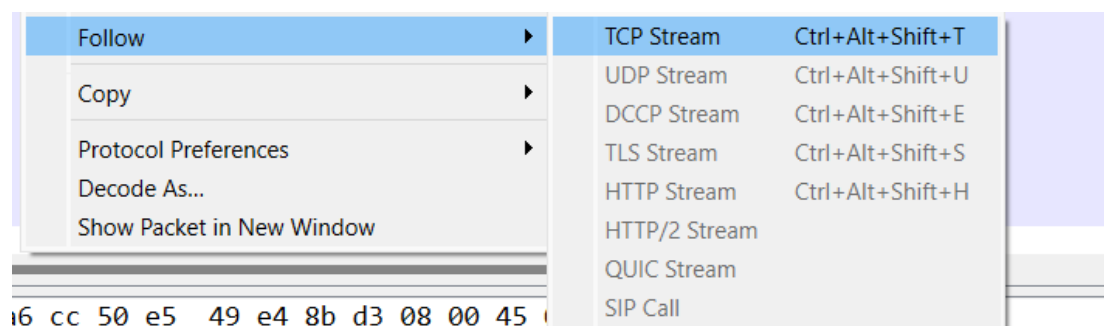 Follow
Copy
Protocol Preferences
Decode As...
Show Packet in New Window
TCP Stream Ctrl+Alt+Shift+T
UDP Stream Ctrl+Alt+Shift+U
DCCP Stream Ctrl+Alt+Shift+E
TLS Stream Ctrl+Alt+Shift+S
HTTP Stream Ctrl+Alt+Shift+H
HTTP/2 Stream
QUIC Stream
SIP Call
a6 cc 50 e5 49 e4 8b d3 08 00 45